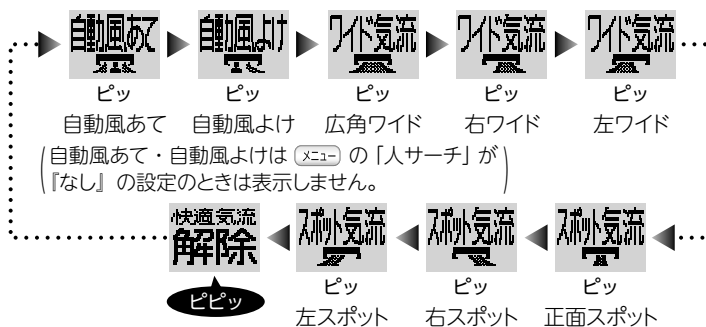 自動風あて 自動風よけ ワイド気流 ワイド気流 ワイド気流
ピッ ピッ ピッ ピッ ピッ
自動風あて 自動風よけ 広角ワイド 右ワイド 左ワイド
(自動風あて・自動風よけは メニュー の「人サーチ」が
『なし』の設定のときは表示しません。)
快適気流
解除 スポット気流 スポット気流 スポット気流
ピピッ ピッ ピッ ピッ
左スポット 右スポット 正面スポット